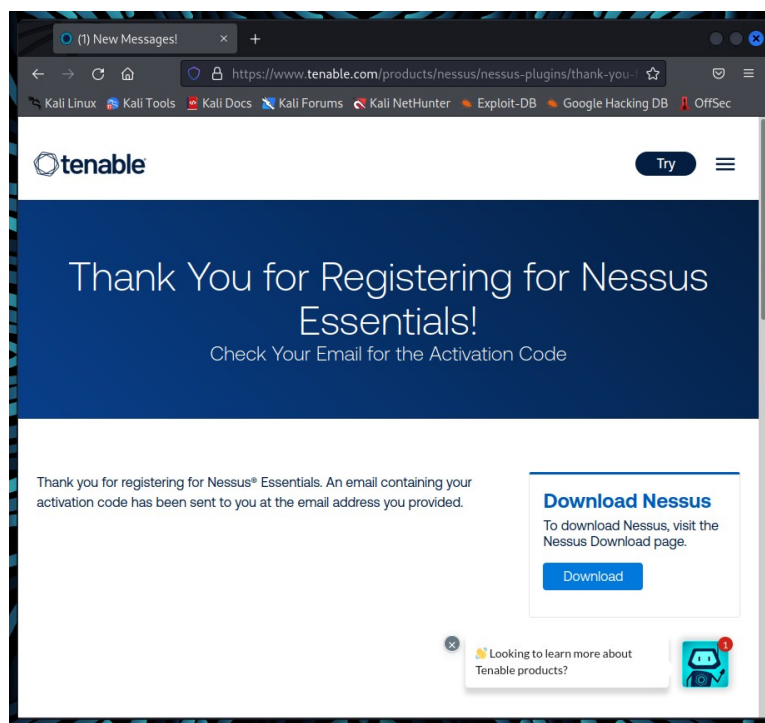 (1) New Messages!
https://www.tenable.com/products/nessus/nessus-plugins/thank-you-f
Kali Linux Kali Tools Kali Docs Kali Forums Kali NetHunter Exploit-DB Google Hacking DB OffSec
tenable
Try
Thank You for Registering for Nessus
Essentials!
Check Your Email for the Activation Code
Thank you for registering for Nessus® Essentials. An email containing your
activation code has been sent to you at the email address you provided.
Download Nessus
To download Nessus, visit the
Nessus Download page.
Download
👋 Looking to learn more about
Tenable products?
1